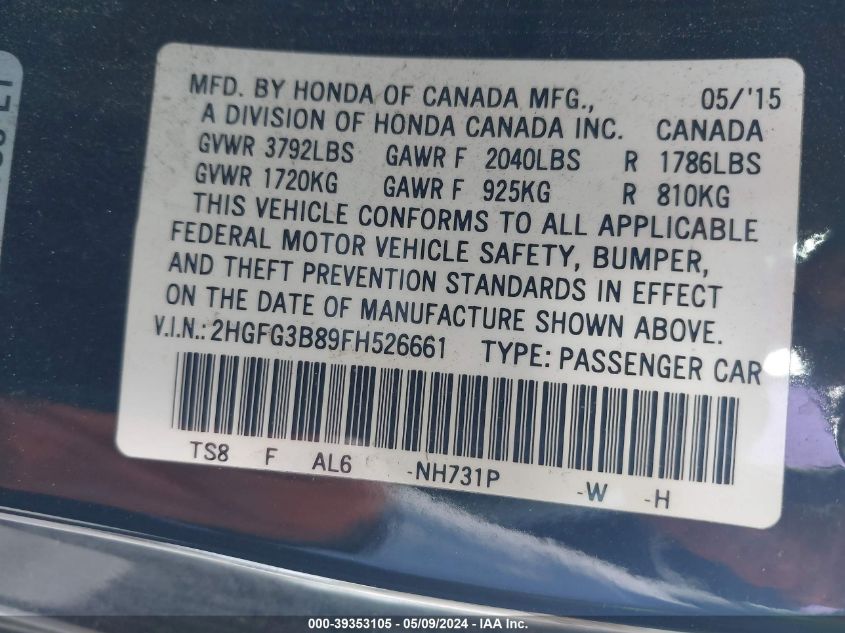 MFD. BY HONDA OF CANADA MFG., 05/'15
A DIVISION OF HONDA CANADA INC. CANADA
GVWR 3792LBS GAWR F 2040LBS R 1786LBS
GVWR 1720KG GAWR F 925KG R 810KG
THIS VEHICLE CONFORMS TO ALL APPLICABLE
FEDERAL MOTOR VEHICLE SAFETY, BUMPER,
AND THEFT PREVENTION STANDARDS IN EFFECT
ON THE DATE OF MANUFACTURE SHOWN ABOVE.
V.I.N.: 2HGFG3B89FH526661 TYPE: PASSENGER CAR
TS8 F AL6 -NH731P -W -H
000-39353105 - 05/09/2024 - IAA Inc.